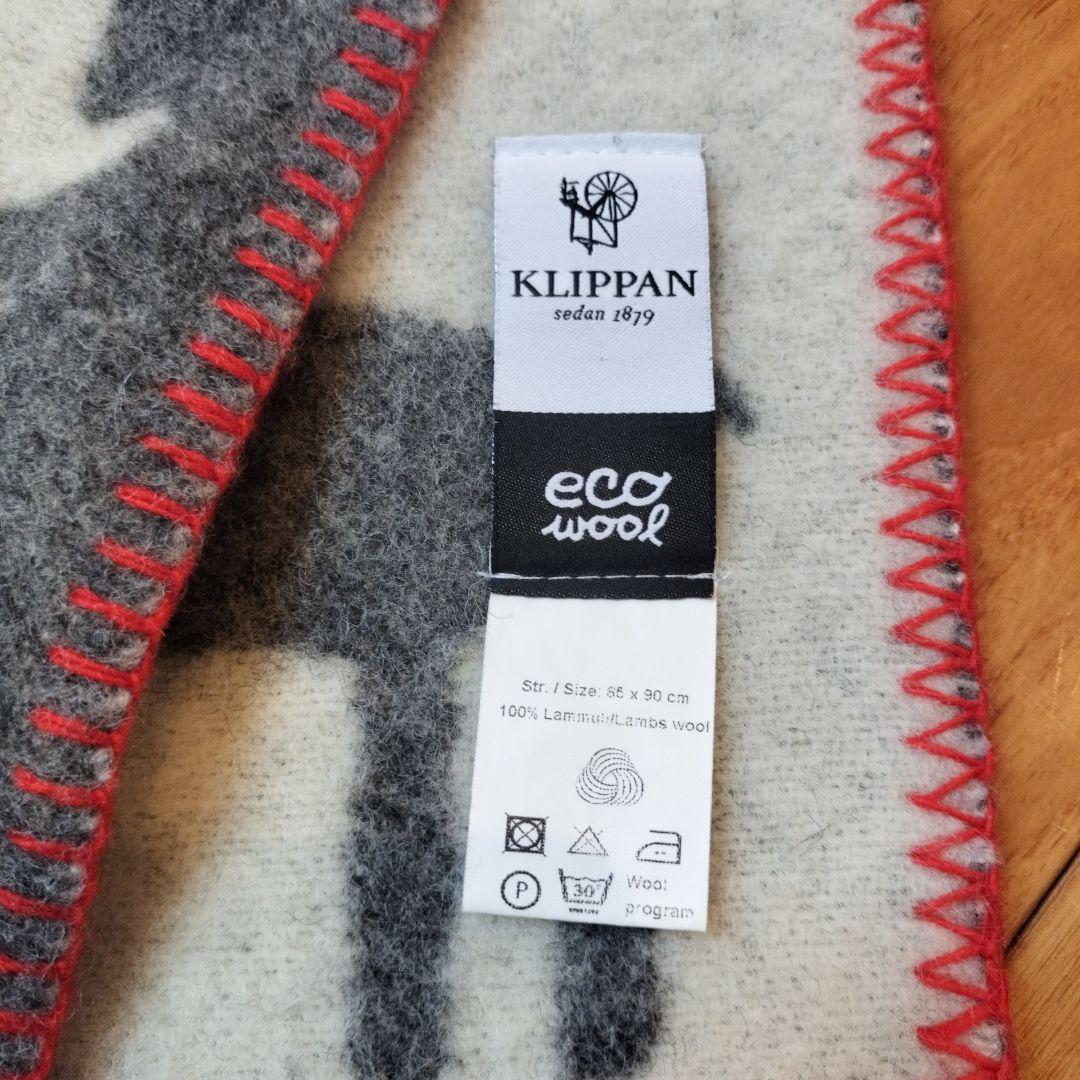 KLIPPAN
sedan 1879
eco
wool
Str. / Size: 65 x 90 cm
100% Lammull/Lambs wool
P
30° Wool
program